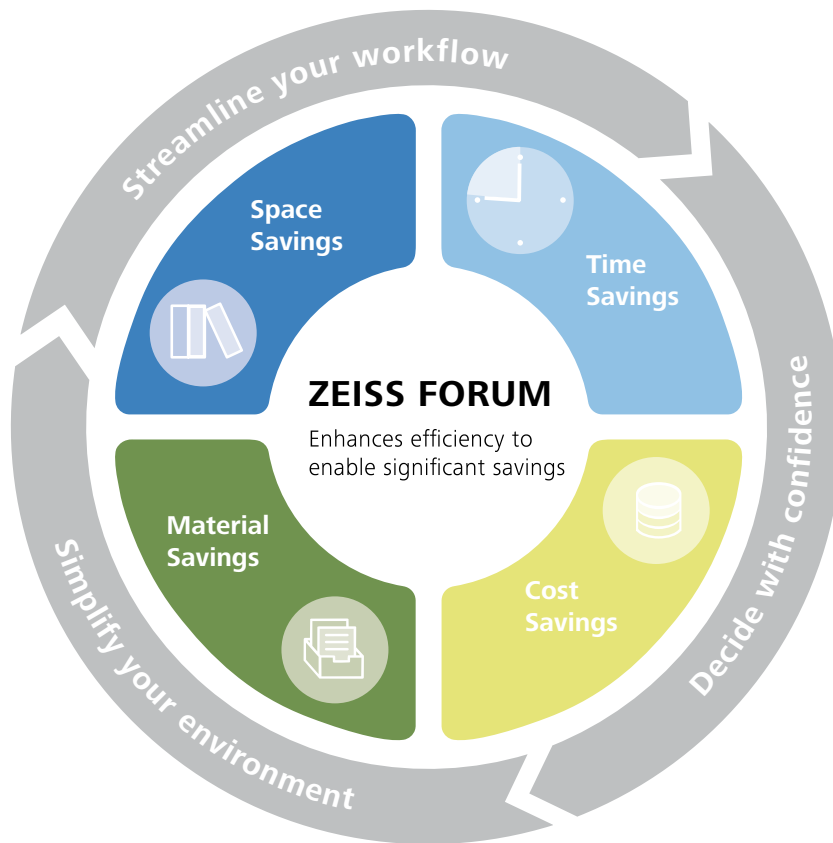 Streamline your workflow
Space
Savings
Time
Savings
ZEISS FORUM
Enhances efficiency to
enable significant savings
Material
Savings
Cost
Savings
Decide with confidence
Simplify your environment